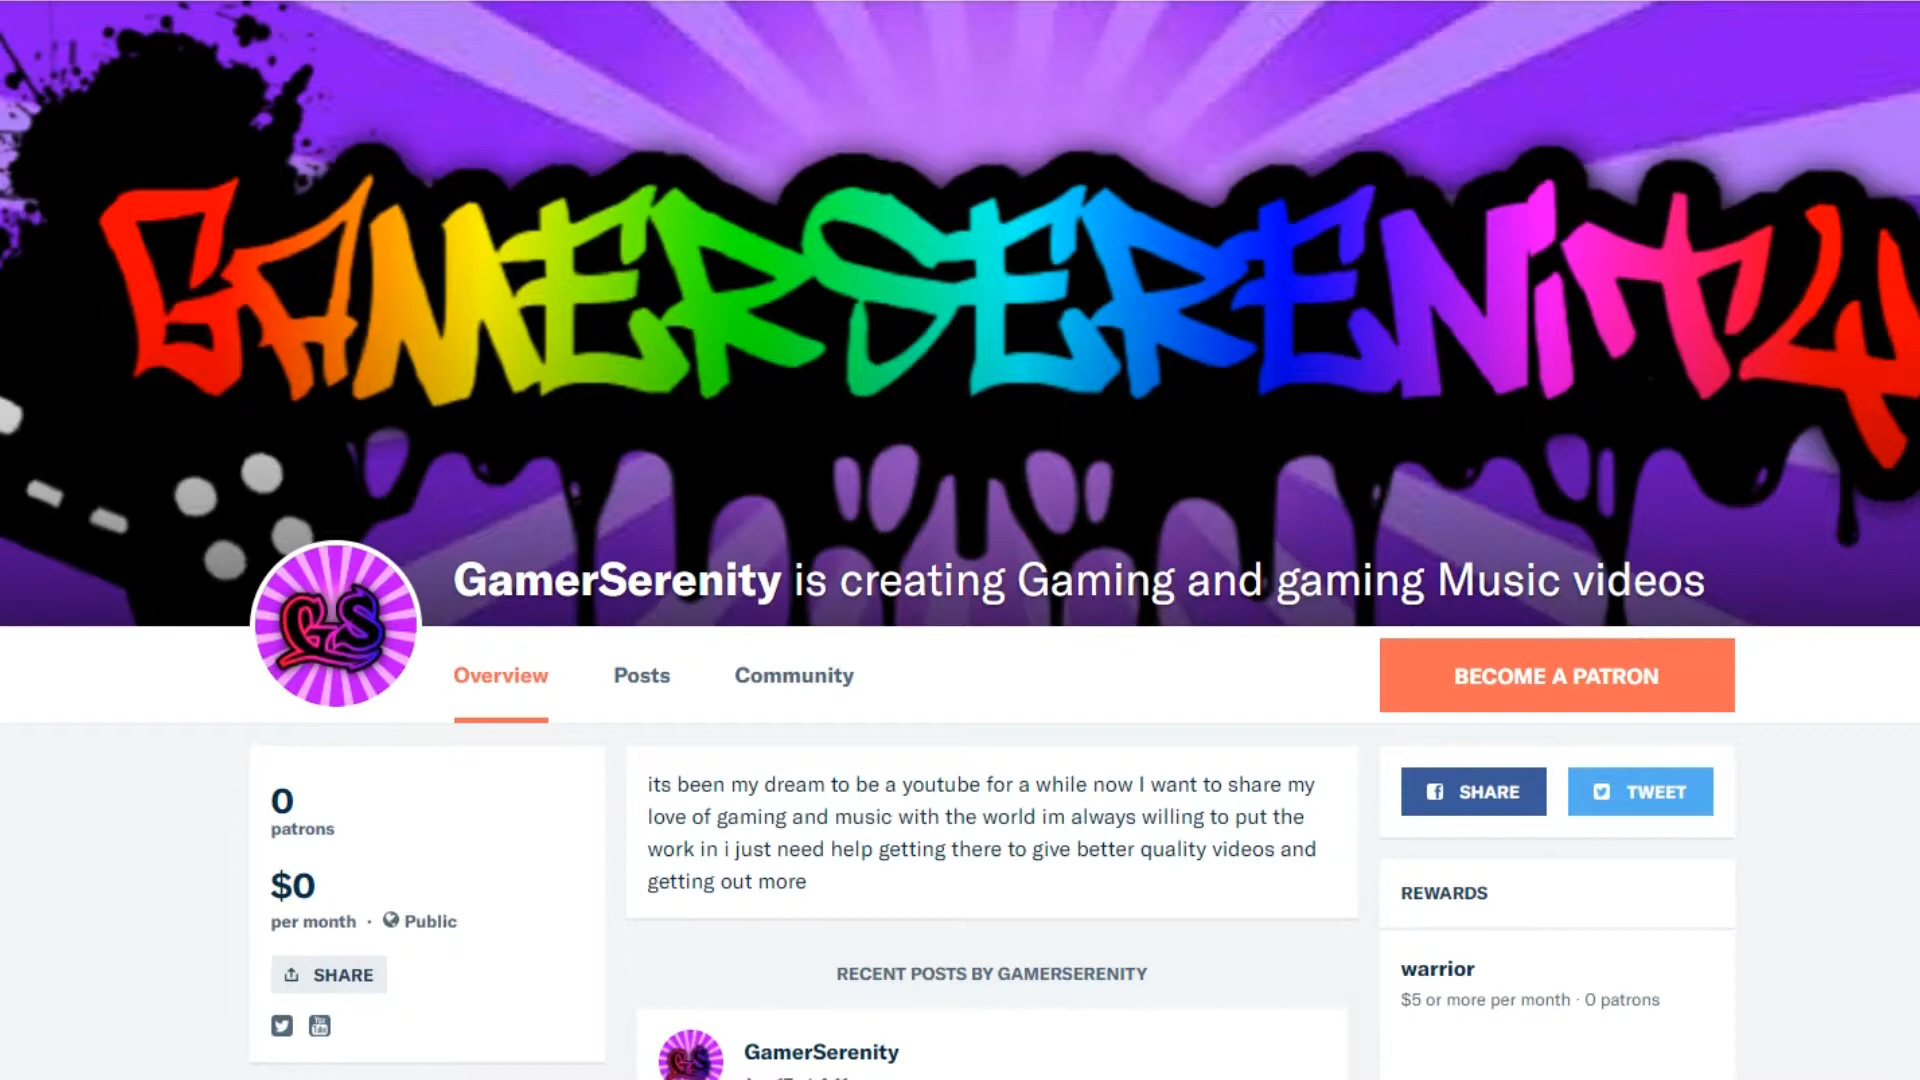 GAMERSERENITY
GS
GamerSerenity is creating Gaming and gaming Music videos
Overview
Posts
Community
BECOME A PATRON
0
patrons
$0
per month · Public
SHARE
You Tube
its been my dream to be a youtube for a while now I want to share my
love of gaming and music with the world im always willing to put the
work in i just need help getting there to give better quality videos and
getting out more
RECENT POSTS BY GAMERSERENITY
GS
GamerSerenity
SHARE
TWEET
REWARDS
warrior
$5 or more per month · 0 patrons